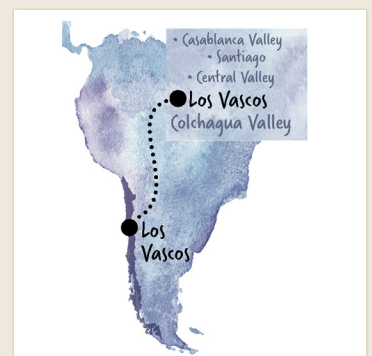 • Casablanca Valley
• Santiago
• Central Valley
Los Vascos
Colchagua Valley
Los
Vascos